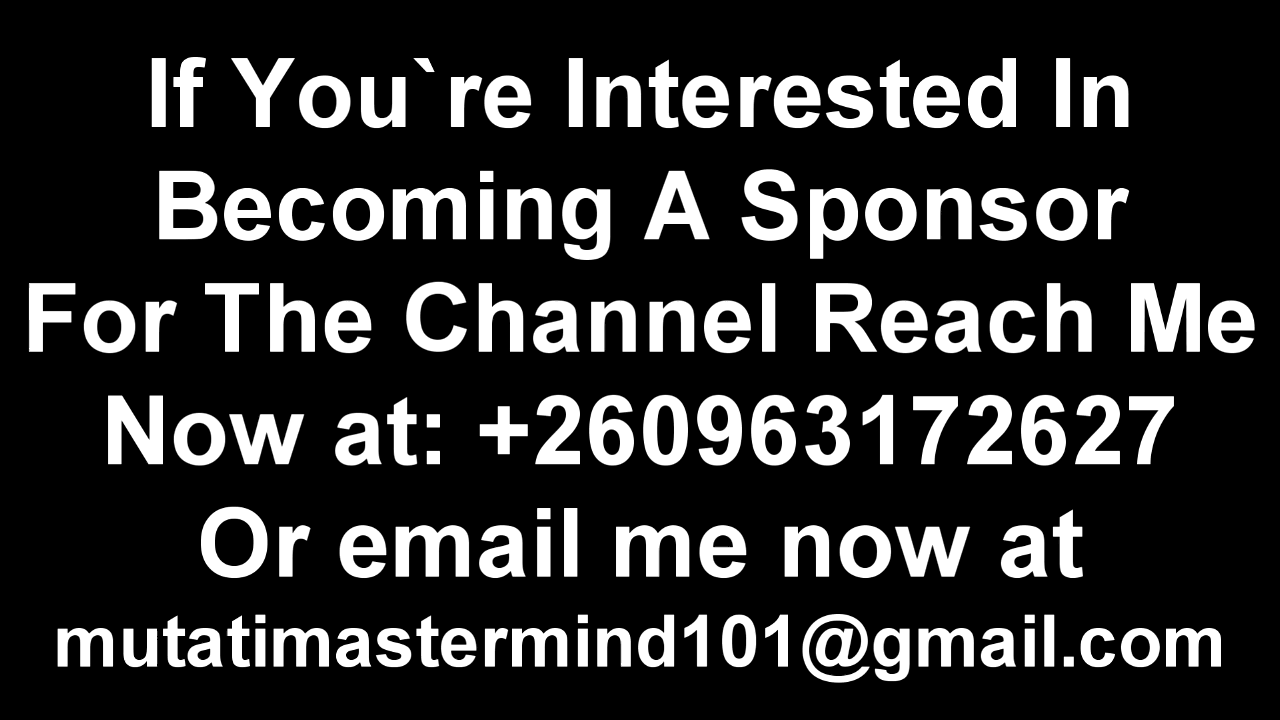 If You`re Interested In
Becoming A Sponsor
For The Channel Reach Me
Now at: +260963172627
Or email me now at
mutatimastermind101@gmail.com